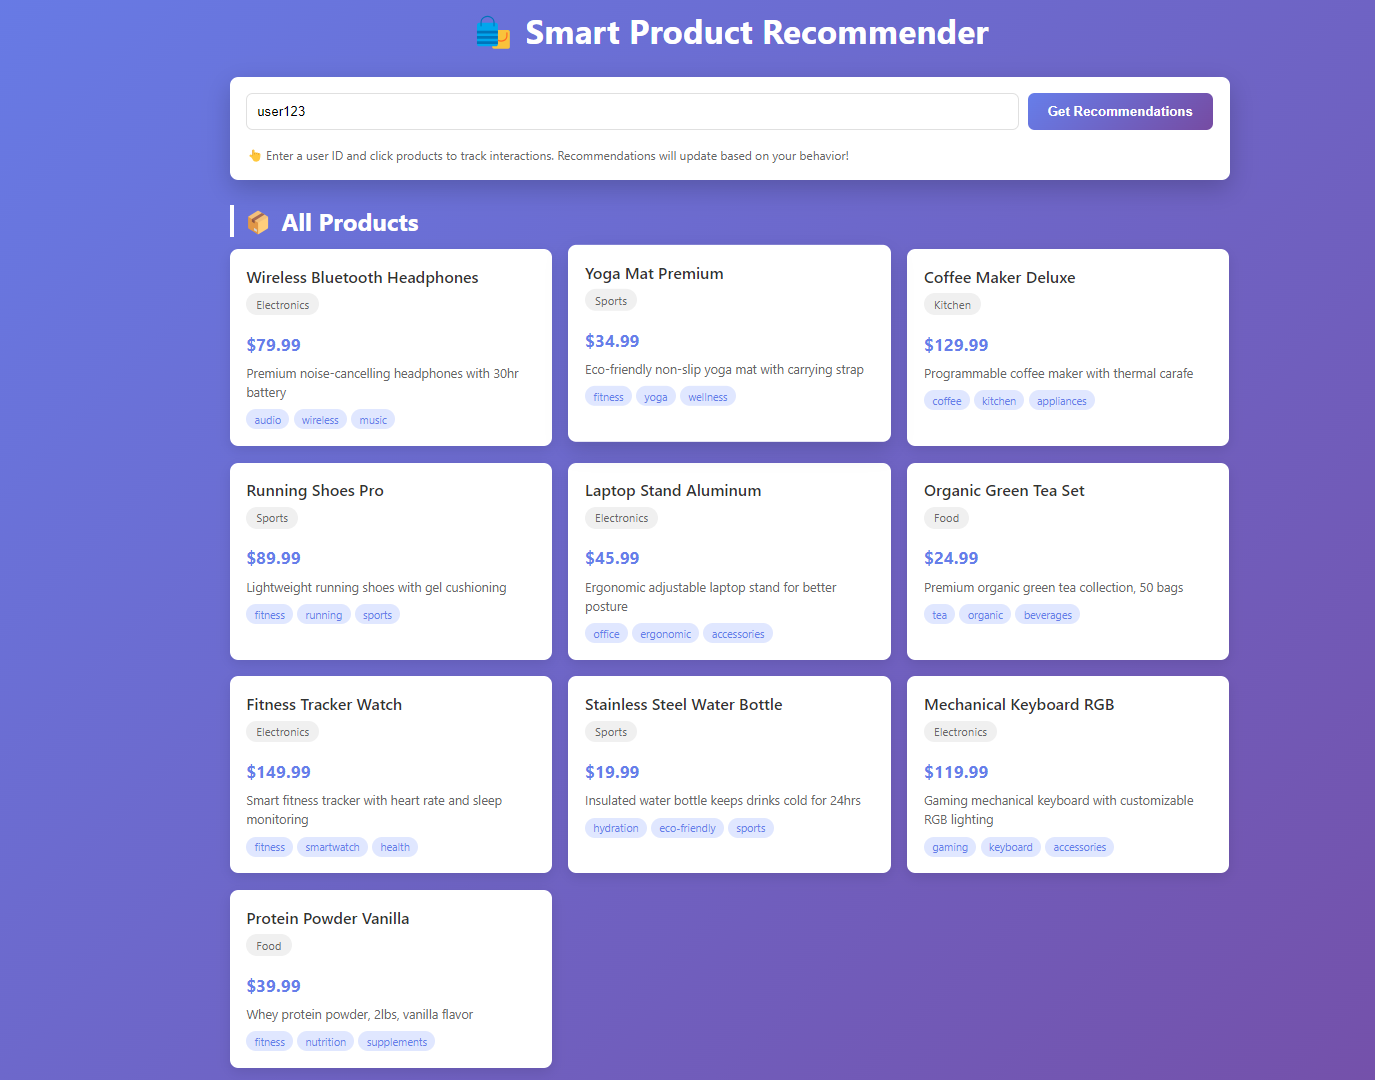 Smart Product Recommender
user123
Get Recommendations
Enter a user ID and click products to track interactions. Recommendations will update based on your behavior!
All Products
Wireless Bluetooth Headphones
Electronics
$79.99
Premium noise-cancelling headphones with 30hr
battery
audio wireless music
Yoga Mat Premium
Sports
$34.99
Eco-friendly non-slip yoga mat with carrying strap
fitness yoga wellness
Coffee Maker Deluxe
Kitchen
$129.99
Programmable coffee maker with thermal carafe
coffee kitchen appliances
Running Shoes Pro
Sports
$89.99
Lightweight running shoes with gel cushioning
fitness running sports
Laptop Stand Aluminum
Electronics
$45.99
Ergonomic adjustable laptop stand for better
posture
office ergonomic accessories
Organic Green Tea Set
Food
$24.99
Premium organic green tea collection, 50 bags
tea organic beverages
Fitness Tracker Watch
Electronics
$149.99
Smart fitness tracker with heart rate and sleep
monitoring
fitness smartwatch health
Stainless Steel Water Bottle
Sports
$19.99
Insulated water bottle keeps drinks cold for 24hrs
hydration eco-friendly sports
Mechanical Keyboard RGB
Electronics
$119.99
Gaming mechanical keyboard with customizable
RGB lighting
gaming keyboard accessories
Protein Powder Vanilla
Food
$39.99
Whey protein powder, 2lbs, vanilla flavor
fitness nutrition supplements